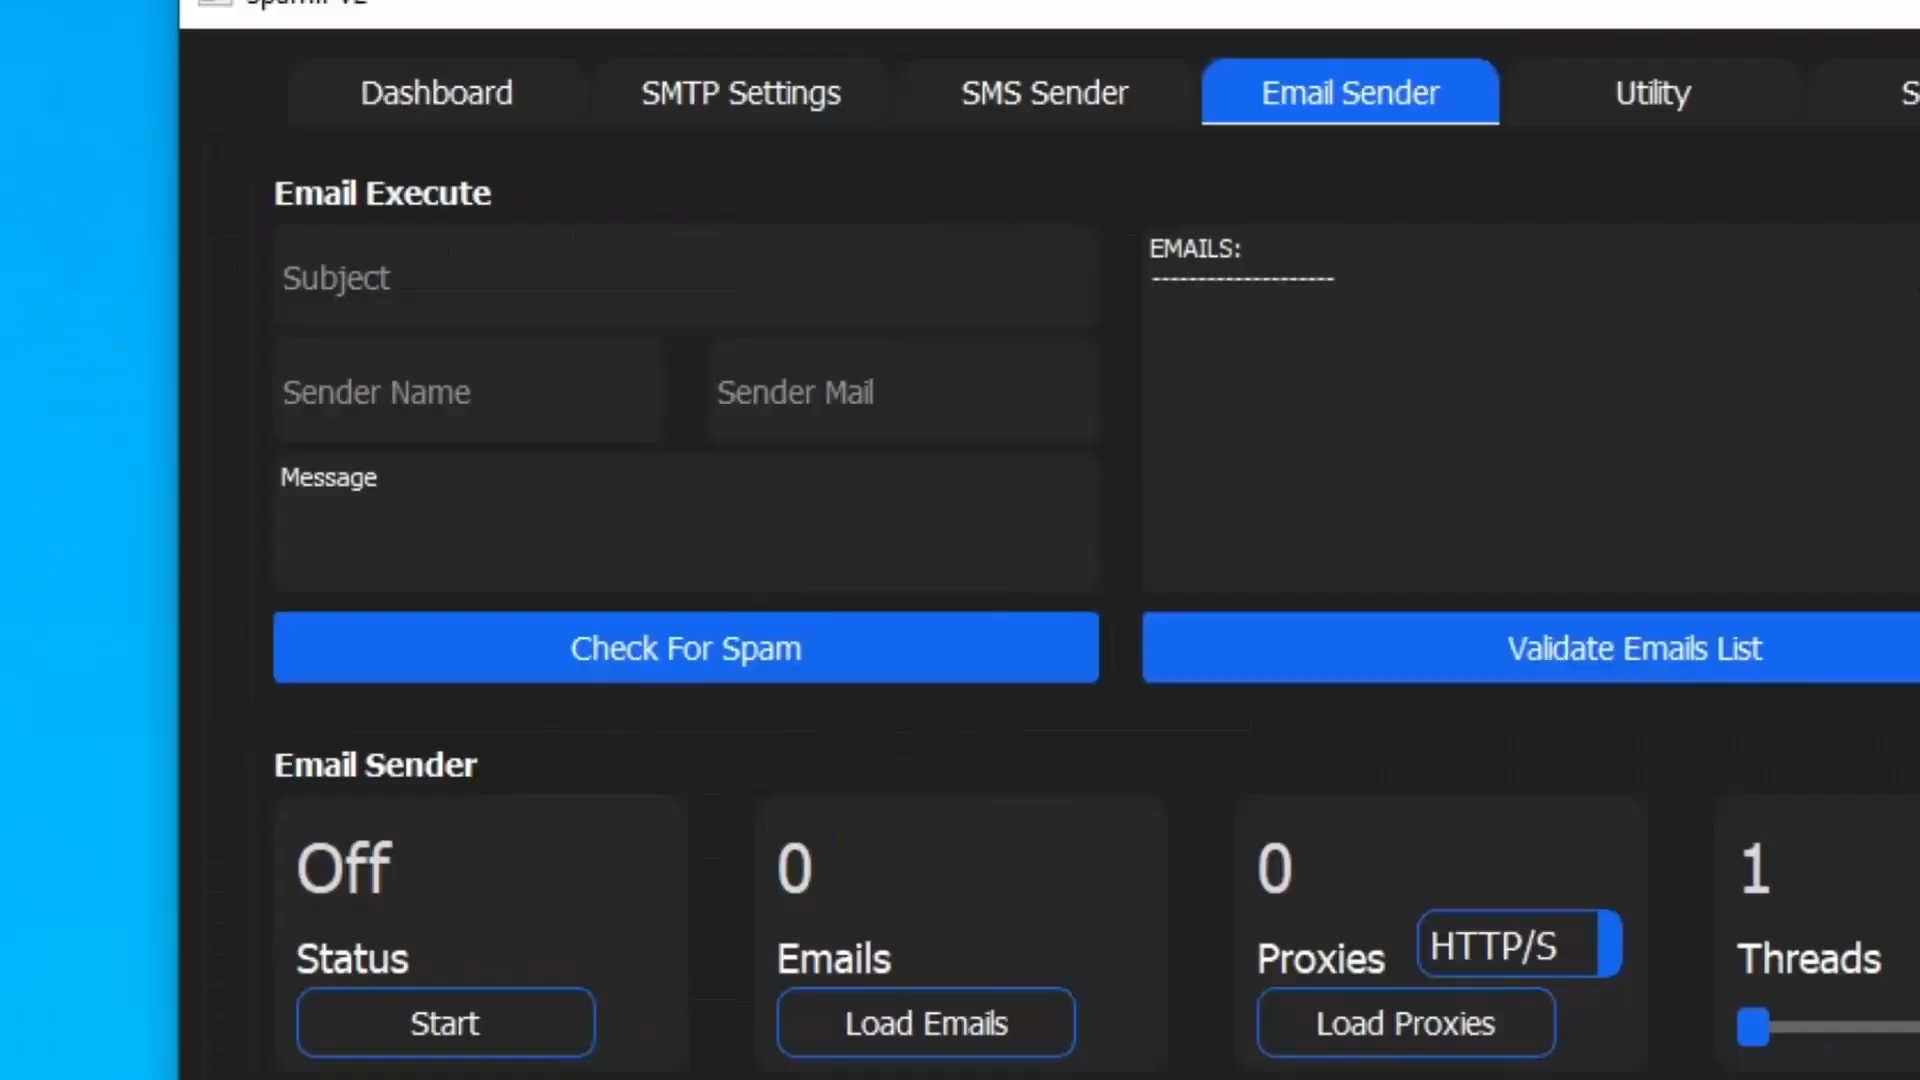 Dashboard SMTP Settings SMS Sender Email Sender Utility
Email Execute
Subject
EMAILS:
--------------------
Sender Name Sender Mail
Message
Check For Spam Validate Emails List
Email Sender
Off 0 0 1
Status Emails Proxies HTTP/S Threads
Start Load Emails Load Proxies